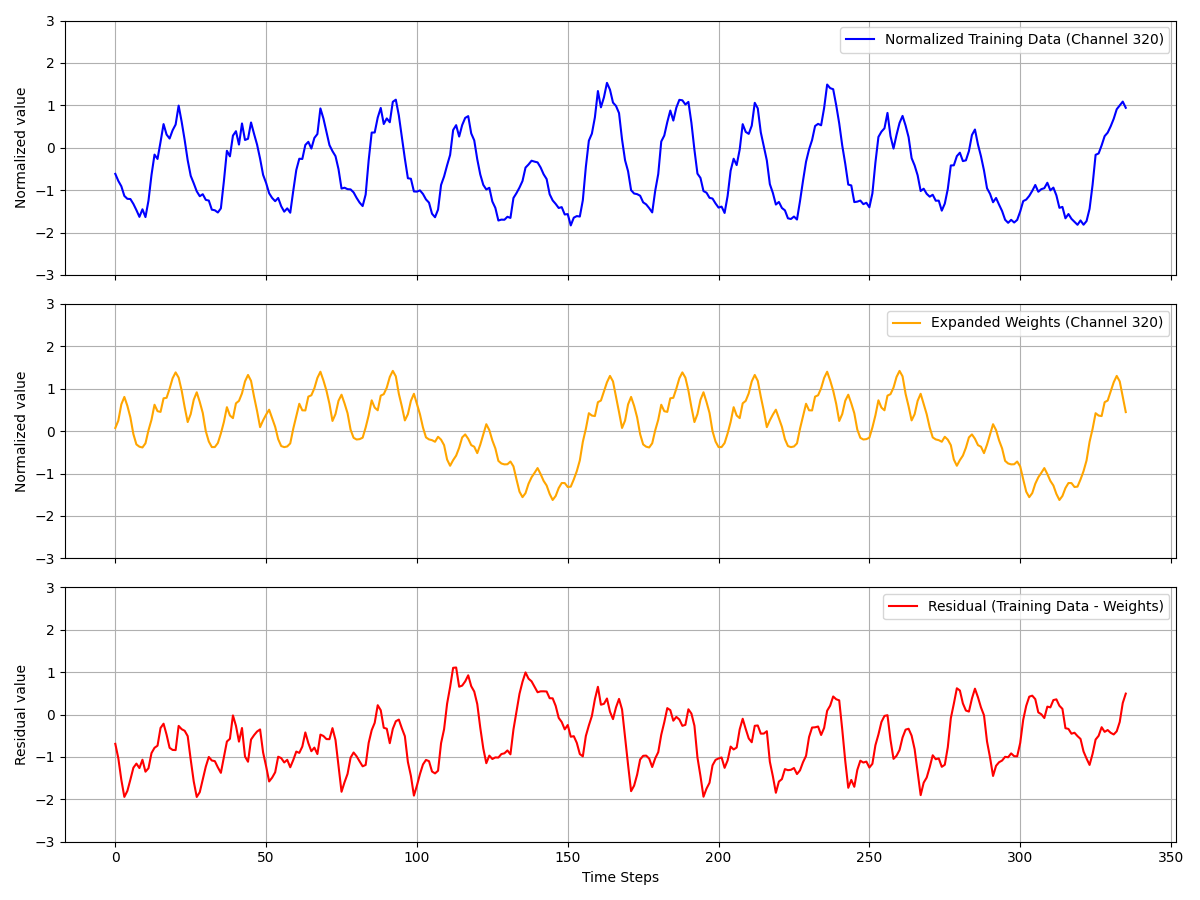 Normalized Training Data (Channel 320)
Normalized value
3
2
1
0
−1
−2
−3
Expanded Weights (Channel 320)
Normalized value
3
2
1
0
−1
−2
−3
Residual (Training Data - Weights)
Residual value
3
2
1
0
−1
−2
−3
0 50 100 150 200 250 300 350
Time Steps